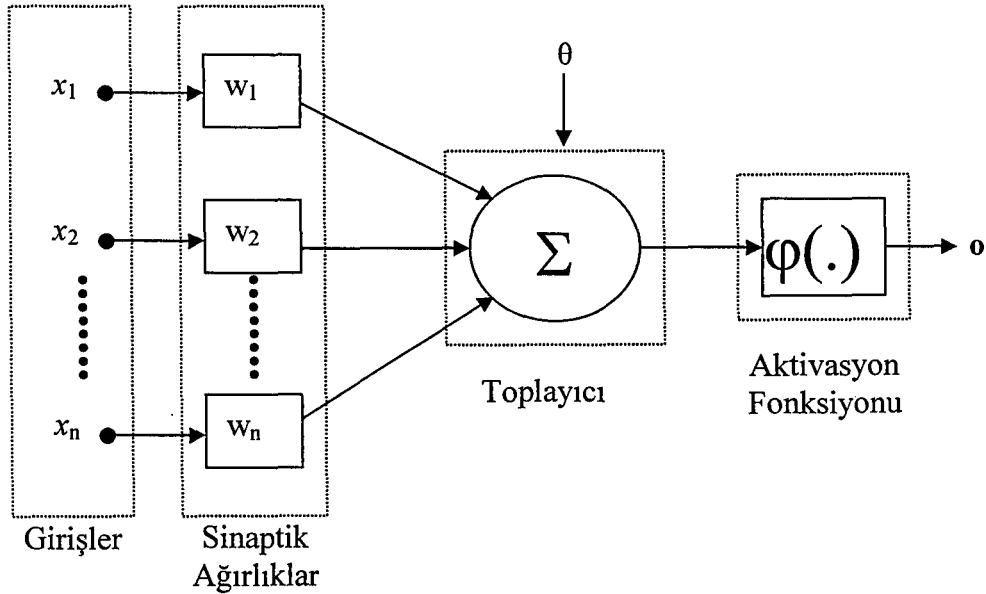 θ
x1
w1
x2
w2
Σ
φ(.)
o
xn
wn
Toplayıcı
Aktivasyon
Fonksiyonu
Girişler
Sinaptik
Ağırlıklar